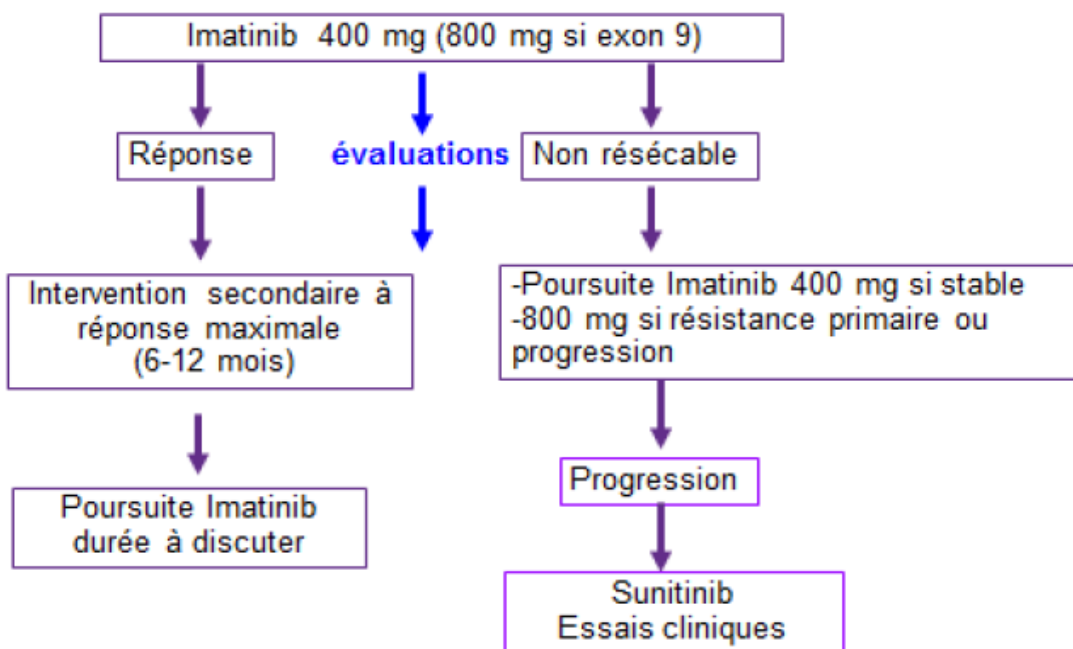 Imatinib 400 mg (800 mg si exon 9)
Réponse
évaluations
Non résécable
Intervention secondaire à
réponse maximale
(6-12 mois)
-Poursuite Imatinib 400 mg si stable
-800 mg si résistance primaire ou
progression
Poursuite Imatinib
durée à discuter
Progression
Sunitinib
Essais cliniques